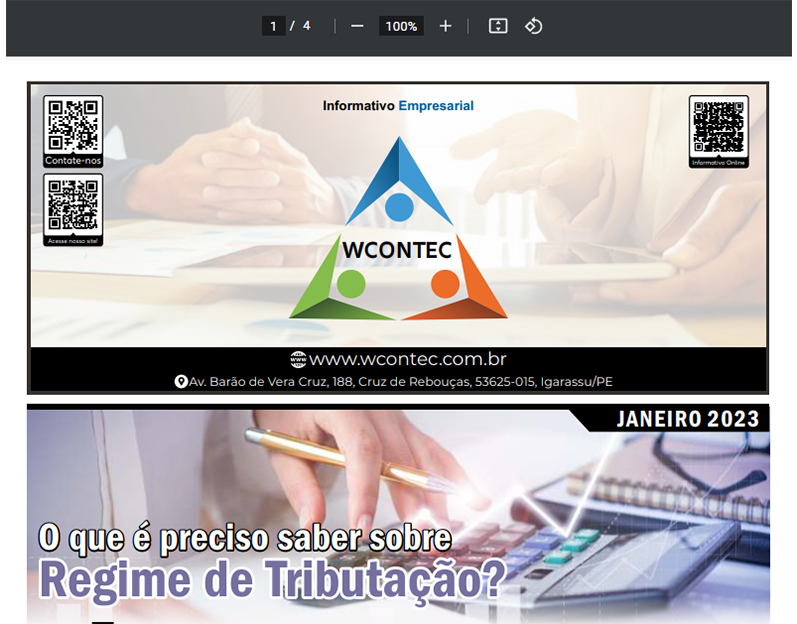 1 / 4
100%
Informativo Empresarial
Contate-nos
Acesse nosso site!
Informativo Online
WCONTEC
www
www.wcontec.com.br
Av. Barão de Vera Cruz, 188, Cruz de Rebouças, 53625-015, Igarassu/PE
JANEIRO 2023
O que é preciso saber sobre
Regime de Tributação?